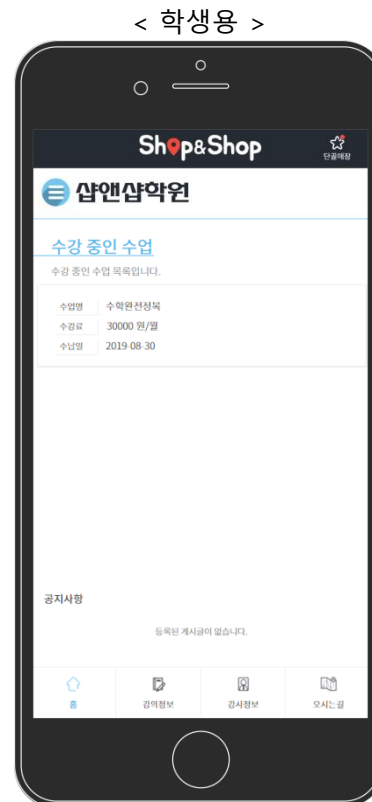 < 학생용 >
Shop&Shop
단골매장
샵앤샵학원
수강 중인 수업
수강 중인 수업 목록입니다.
수업명 수학완전정복
수강료 30000 원/월
수납일 2019-08-30
공지사항
등록된 게시글이 없습니다.
홈 강의정보 강사정보 오시는길